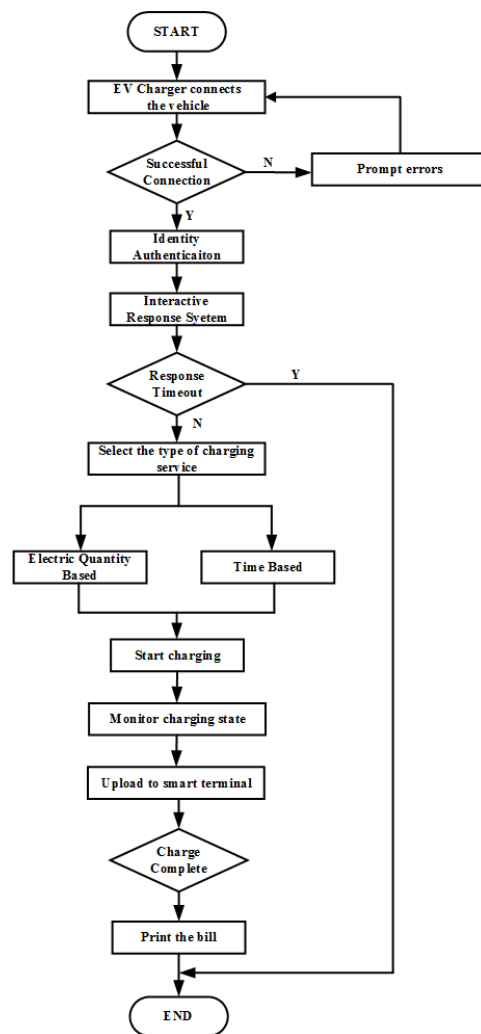 START
EV Charger connects
the vehicle
Successful
Connection
N
Prompt errors
Y
Identity
Authenticaiton
Interactive
Response Syetem
Response
Timeout
Y
N
Select the type of charging
service
Electric Quantity
Based
Time Based
Start charging
Monitor charging state
Upload to smart terminal
Charge
Complete
Print the bill
END